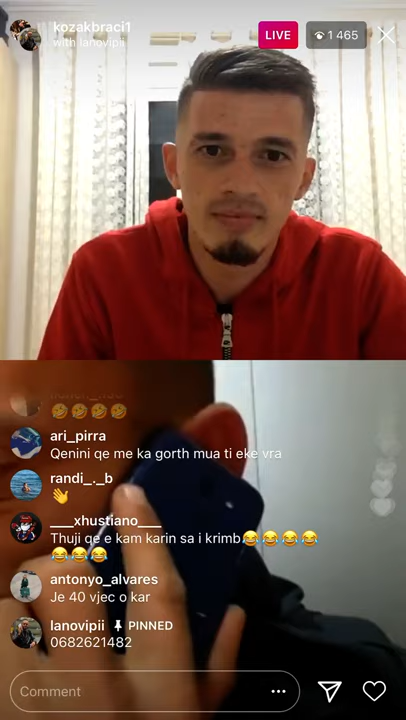 kozakbraci1
with lanovipii
LIVE
1 465
🤣🤣🤣🤣
ari_pirra
Qenini qe me ka gorth mua ti eke vra
randi_._b
👋
___xhustiano___
Thuji qe e kam karin sa i krimb😂😂😂😂
😂😂😂
antonyo_alvares
Je 40 vjec o kar
lanovipii PINNED
0682621482
Comment